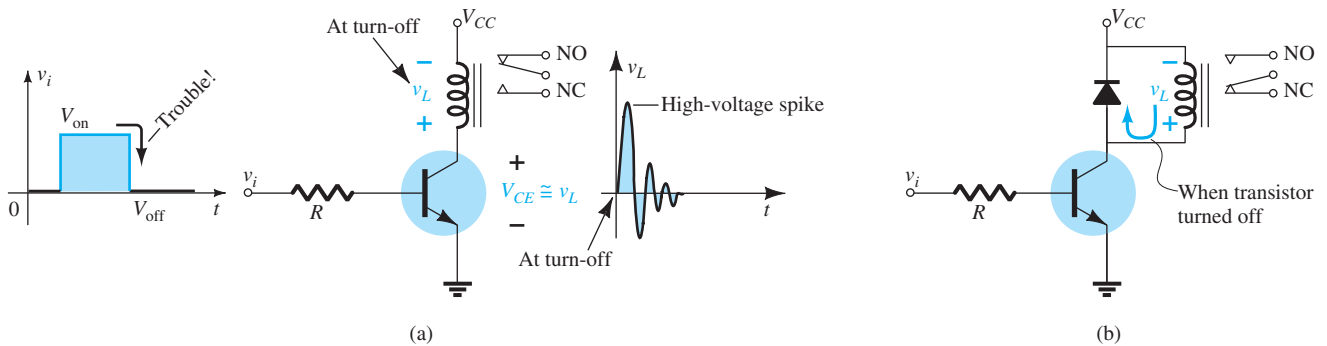 v_i
V_on
Trouble!
0
V_off
t
At turn-off
V_CC
−
v_L
+
NO
NC
v_i
R
+
V_CE ≅ v_L
−
v_L
High-voltage spike
t
At turn-off
(a)
V_CC
−
v_L
+
NO
NC
v_i
R
When transistor
turned off
(b)